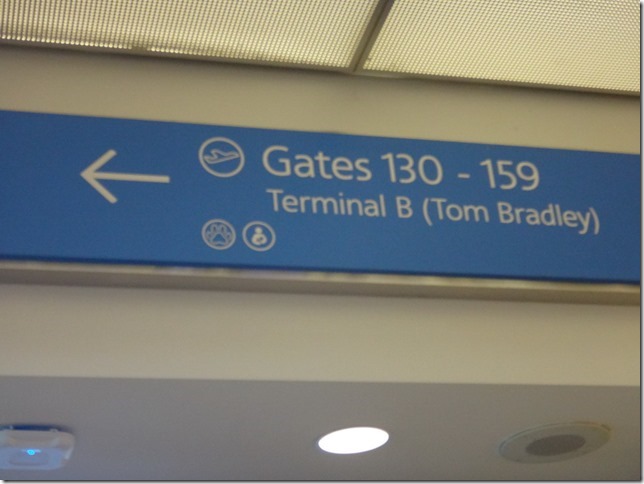 Gates 130 - 159
Terminal B (Tom Bradley)